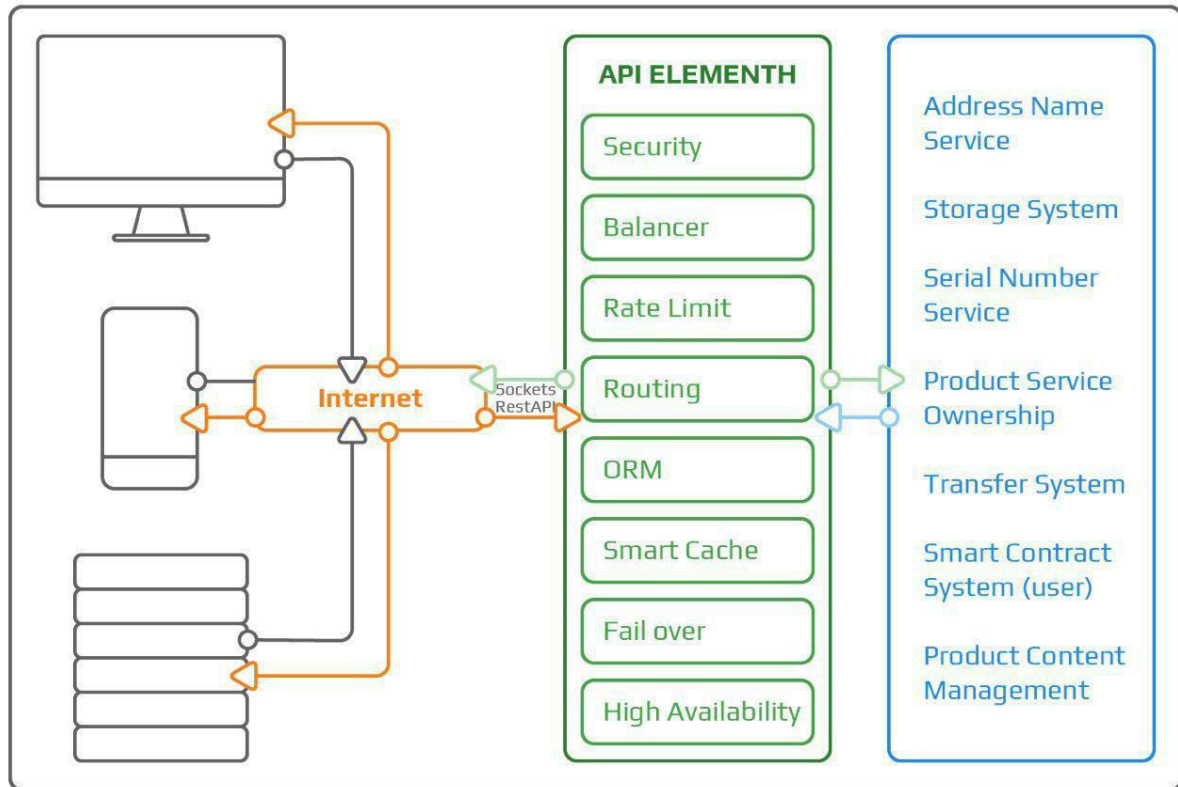 Internet
Sockets
RestAPI
API ELEMENTH
Security
Balancer
Rate Limit
Routing
ORM
Smart Cache
Fail over
High Availability
Address Name
Service
Storage System
Serial Number
Service
Product Service
Ownership
Transfer System
Smart Contract
System (user)
Product Content
Management